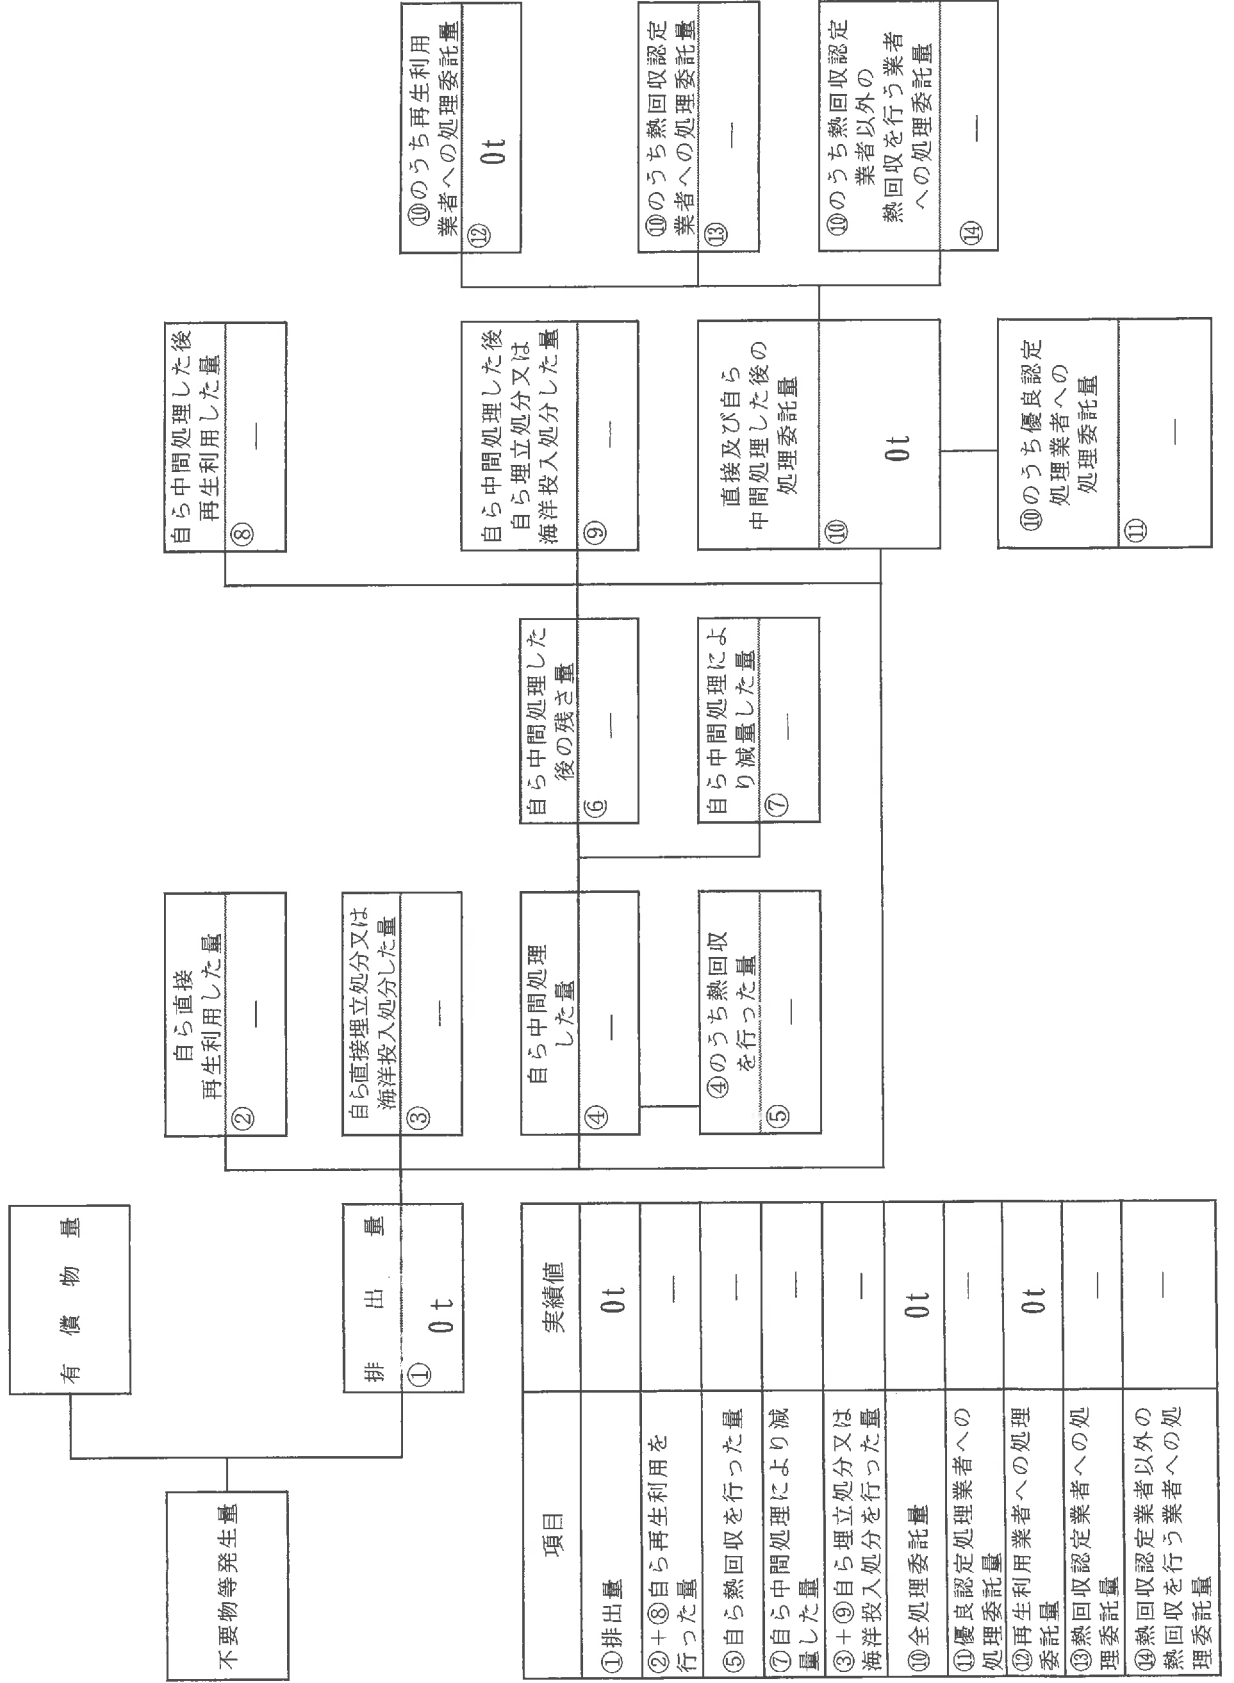 不要物等発生量
有償物量
排出量
①
0 t
自ら直接
再生利用した量
②
—
自ら直接埋立処分又は
海洋投入処分した量
③
—
自ら中間処理
した量
④
—
④のうち熱回収
を行った量
⑤
—
自ら中間処理した
後の残さ量
⑥
—
自ら中間処理によ
り減量した量
⑦
—
自ら中間処理した後
再生利用した量
⑧
—
自ら中間処理した後
自ら埋立処分又は
海洋投入処分した量
⑨
—
直接及び自ら
中間処理した後の
処理委託量
⑩
0t
⑩のうち優良認定
処理業者への
処理委託量
⑪
—
⑩のうち再生利用
業者への処理委託量
⑫
0t
⑩のうち熱回収認定
業者への処理委託量
⑬
—
⑩のうち熱回収認定
業者以外の
熱回収を行う業者
への処理委託量
⑭
—
項目 実績値
①排出量 0t
②+⑧自ら再生利用を
行った量 —
⑤自ら熱回収を行った量 —
⑦自ら中間処理により減
量した量 —
③+⑨自ら埋立処分又は
海洋投入処分を行った量 —
⑩全処理委託量 0t
⑪優良認定処理業者への
処理委託量 —
⑫再生利用業者への処理
委託量 0t
⑬熱回収認定業者への処
理委託量 —
⑭熱回収認定業者以外の
熱回収を行う業者への処
理委託量 —